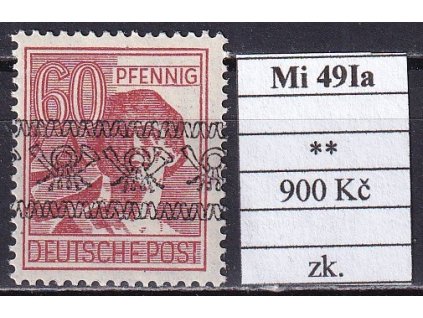 60 PFENNIG
DEUTSCHE POST
Mi 49Ia
**
900 Kč
zk.